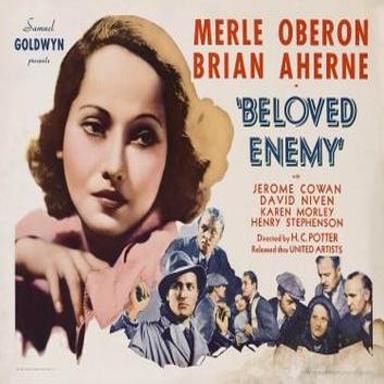 Samuel
GOLDWYN
presents
MERLE OBERON
BRIAN AHERNE
in
'BELOVED
ENEMY'
with
JEROME COWAN
DAVID NIVEN
KAREN MORLEY
HENRY STEPHENSON
Directed by H.C. POTTER
Released thru UNITED ARTISTS